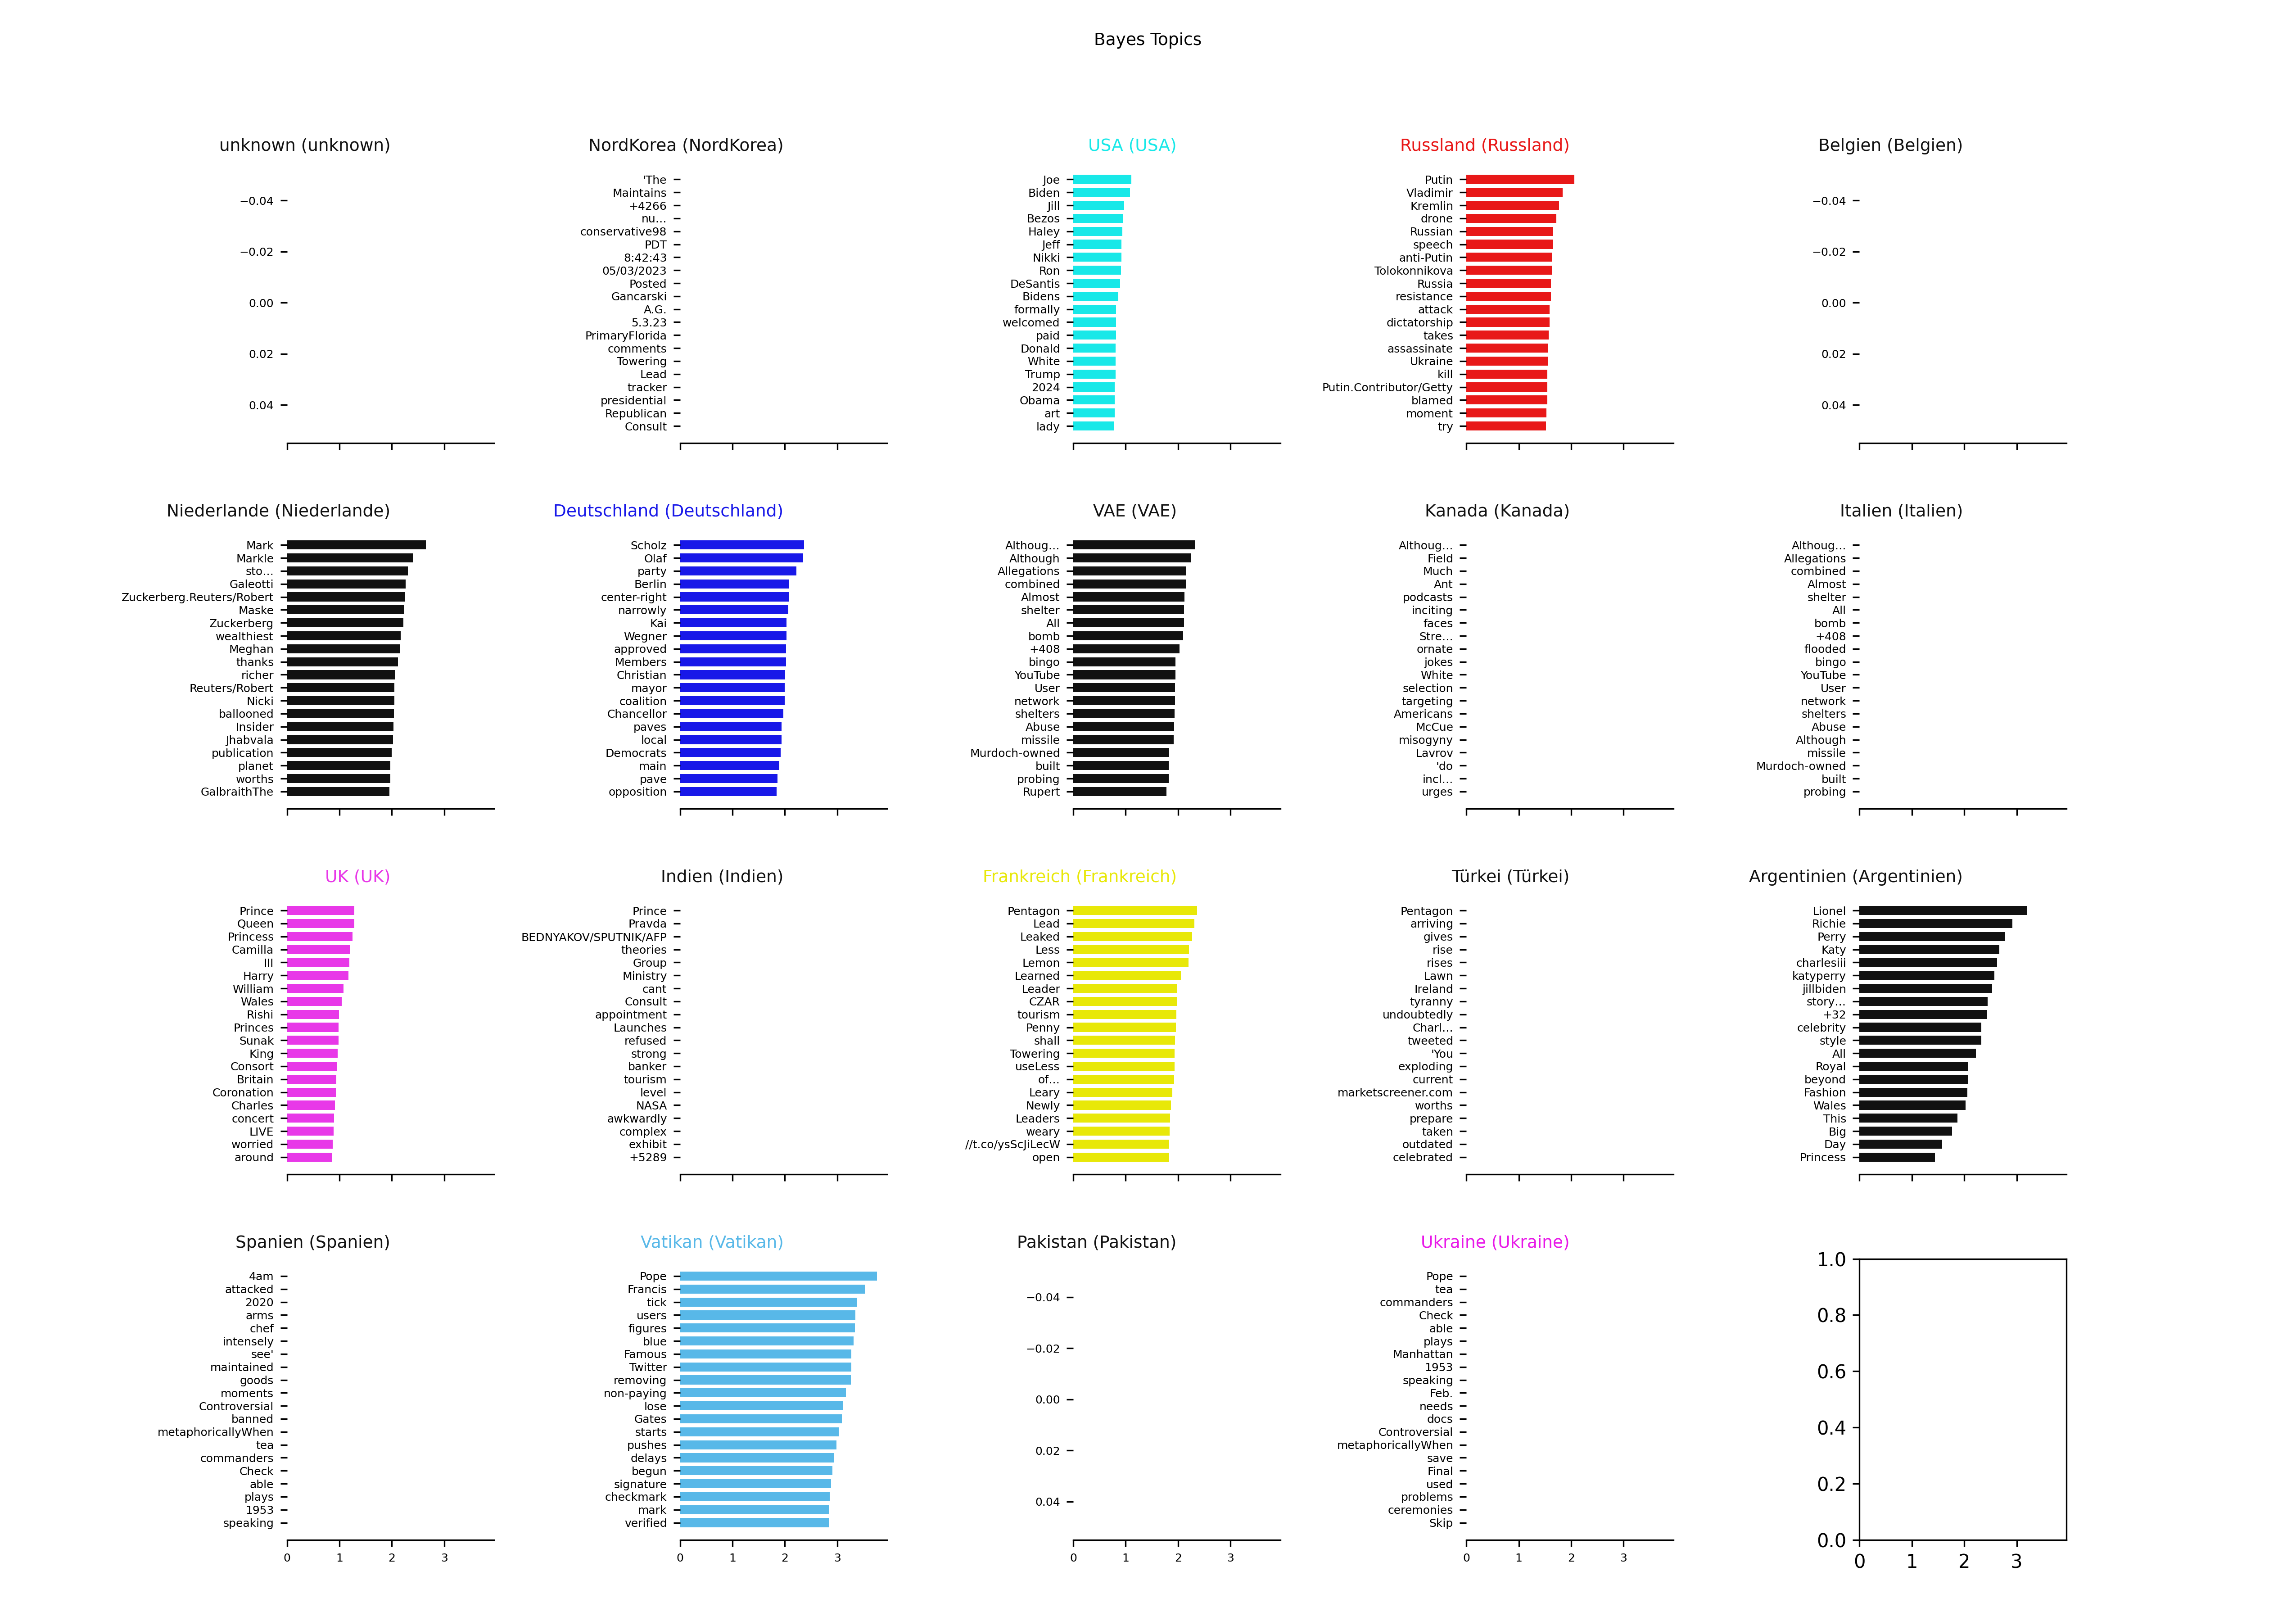 Bayes Topics
unknown (unknown)
−0.04
−0.02
0.00
0.02
0.04
NordKorea (NordKorea)
'The
Maintains
+4266
nu...
conservative98
PDT
8:42:43
05/03/2023
Posted
Gancarski
A.G.
5.3.23
PrimaryFlorida
comments
Towering
Lead
tracker
presidential
Republican
Consult
USA (USA)
Joe
Biden
Jill
Bezos
Haley
Jeff
Nikki
Ron
DeSantis
Bidens
formally
welcomed
paid
Donald
White
Trump
2024
Obama
art
lady
Russland (Russland)
Putin
Vladimir
Kremlin
drone
Russian
speech
anti-Putin
Tolokonnikova
Russia
resistance
attack
dictatorship
takes
assassinate
Ukraine
kill
Putin.Contributor/Getty
blamed
moment
try
Belgien (Belgien)
−0.04
−0.02
0.00
0.02
0.04
Niederlande (Niederlande)
Mark
Markle
sto...
Galeotti
Zuckerberg.Reuters/Robert
Maske
Zuckerberg
wealthiest
Meghan
thanks
richer
Reuters/Robert
Nicki
ballooned
Insider
Jhabvala
publication
planet
worths
GalbraithThe
Deutschland (Deutschland)
Scholz
Olaf
party
Berlin
center-right
narrowly
Kai
Wegner
approved
Members
Christian
mayor
coalition
Chancellor
paves
local
Democrats
main
pave
opposition
VAE (VAE)
Althoug...
Although
Allegations
combined
Almost
shelter
All
bomb
+408
bingo
YouTube
User
network
shelters
Abuse
missile
Murdoch-owned
built
probing
Rupert
Kanada (Kanada)
Althoug...
Field
Much
Ant
podcasts
inciting
faces
Stre...
ornate
jokes
White
selection
targeting
Americans
McCue
misogyny
Lavrov
'do
incl...
urges
Italien (Italien)
Althoug...
Allegations
combined
Almost
shelter
All
bomb
+408
flooded
bingo
YouTube
User
network
shelters
Abuse
Although
missile
Murdoch-owned
built
probing
UK (UK)
Prince
Queen
Princess
Camilla
III
Harry
William
Wales
Rishi
Princes
Sunak
King
Consort
Britain
Coronation
Charles
concert
LIVE
worried
around
Indien (Indien)
Prince
Pravda
BEDNYAKOV/SPUTNIK/AFP
theories
Group
Ministry
cant
Consult
appointment
Launches
refused
strong
banker
tourism
level
NASA
awkwardly
complex
exhibit
+5289
Frankreich (Frankreich)
Pentagon
Lead
Leaked
Less
Lemon
Learned
Leader
CZAR
tourism
Penny
shall
Towering
useLess
of...
Leary
Newly
Leaders
weary
//t.co/ysScJiLecW
open
Türkei (Türkei)
Pentagon
arriving
gives
rise
rises
Lawn
Ireland
tyranny
undoubtedly
Charl...
tweeted
'You
exploding
current
marketscreener.com
worths
prepare
taken
outdated
celebrated
Argentinien (Argentinien)
Lionel
Richie
Perry
Katy
charlesiii
katyperry
jillbiden
story...
+32
celebrity
style
All
Royal
beyond
Fashion
Wales
This
Big
Day
Princess
Spanien (Spanien)
4am
attacked
2020
arms
chef
intensely
see'
maintained
goods
moments
Controversial
banned
metaphoricallyWhen
tea
commanders
Check
able
plays
1953
speaking
0 1 2 3
Vatikan (Vatikan)
Pope
Francis
tick
users
figures
blue
Famous
Twitter
removing
non-paying
lose
Gates
starts
pushes
delays
begun
signature
checkmark
mark
verified
0 1 2 3
Pakistan (Pakistan)
−0.04
−0.02
0.00
0.02
0.04
0 1 2 3
Ukraine (Ukraine)
Pope
tea
commanders
Check
able
plays
Manhattan
1953
speaking
Feb.
needs
docs
Controversial
metaphoricallyWhen
save
Final
used
problems
ceremonies
Skip
0 1 2 3
1.0
0.8
0.6
0.4
0.2
0.0
0 1 2 3